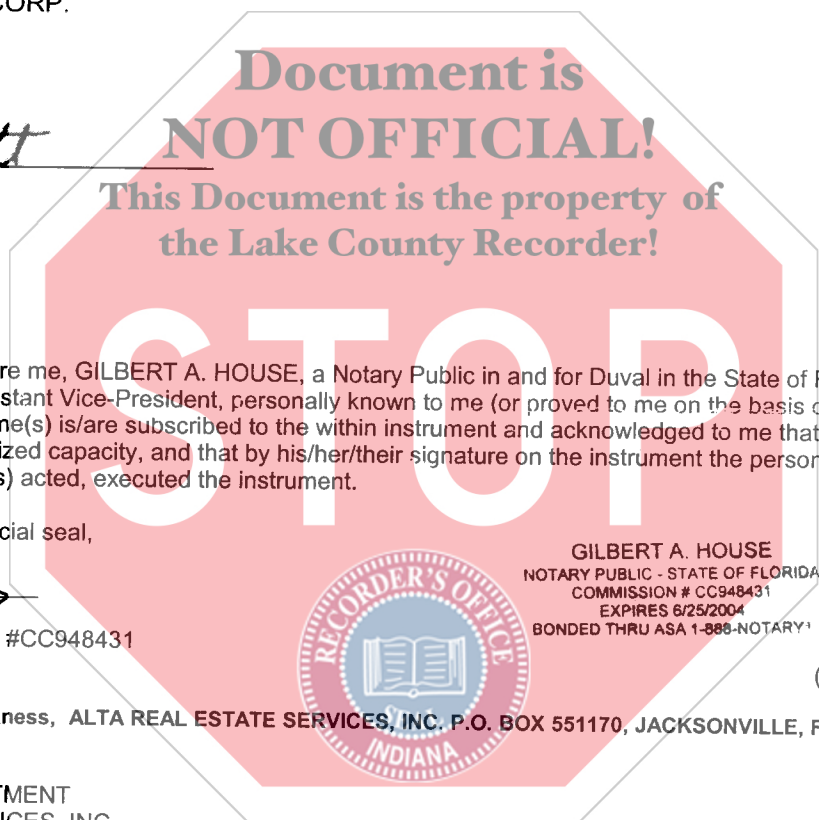 CORP.
Document is
NOT OFFICIAL!
This Document is the property of
the Lake County Recorder!
STOP
re me, GILBERT A. HOUSE, a Notary Public in and for Duval in the State of
stant Vice-President, personally known to me (or proved to me on the basis
me(s) is/are subscribed to the within instrument and acknowledged to me that
ized capacity, and that by his/her/their signature on the instrument the person
s) acted, executed the instrument.
cial seal,
GILBERT A. HOUSE
NOTARY PUBLIC - STATE OF FLORIDA
COMMISSION # CC948431
EXPIRES 6/25/2004
BONDED THRU ASA 1-888-NOTARY1
#CC948431
RECORDER'S OFFICE
SEAL
INDIANA
ness, ALTA REAL ESTATE SERVICES, INC. P.O. BOX 551170, JACKSONVILLE, F
TMENT
ICES, INC